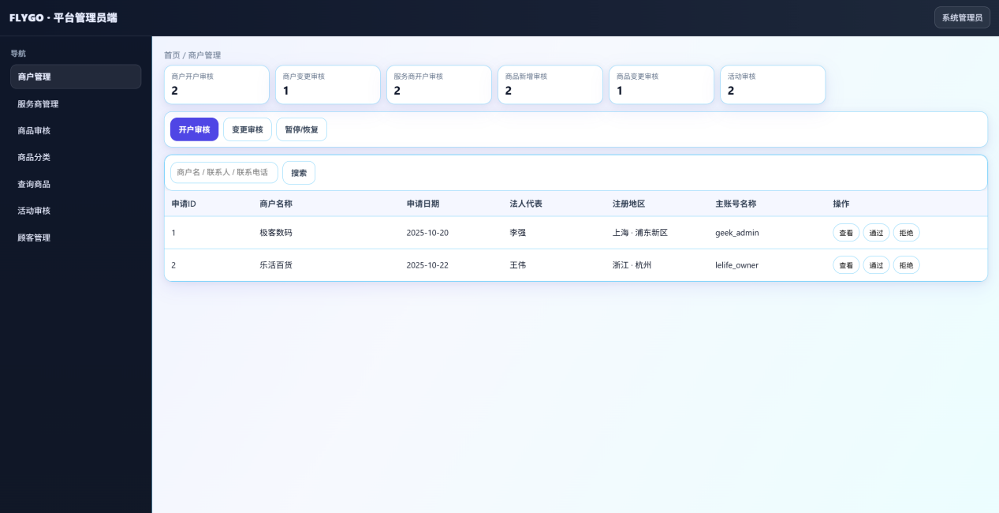 FLYGO · 平台管理员端
系统管理员
导航
商户管理
服务商管理
商品审核
商品分类
查询商品
活动审核
顾客管理
首页 / 商户管理
商户开户审核
2
商户变更审核
1
服务商开户审核
2
商品新增审核
2
商品变更审核
1
活动审核
2
开户审核 变更审核 暂停/恢复
商户名 / 联系人 / 联系电话 搜索
申请ID 商户名称 申请日期 法人代表 注册地区 主账号名称 操作
1 极客数码 2025-10-20 李强 上海 · 浦东新区 geek_admin 查看 通过 拒绝
2 乐活百货 2025-10-22 王伟 浙江 · 杭州 lelife_owner 查看 通过 拒绝